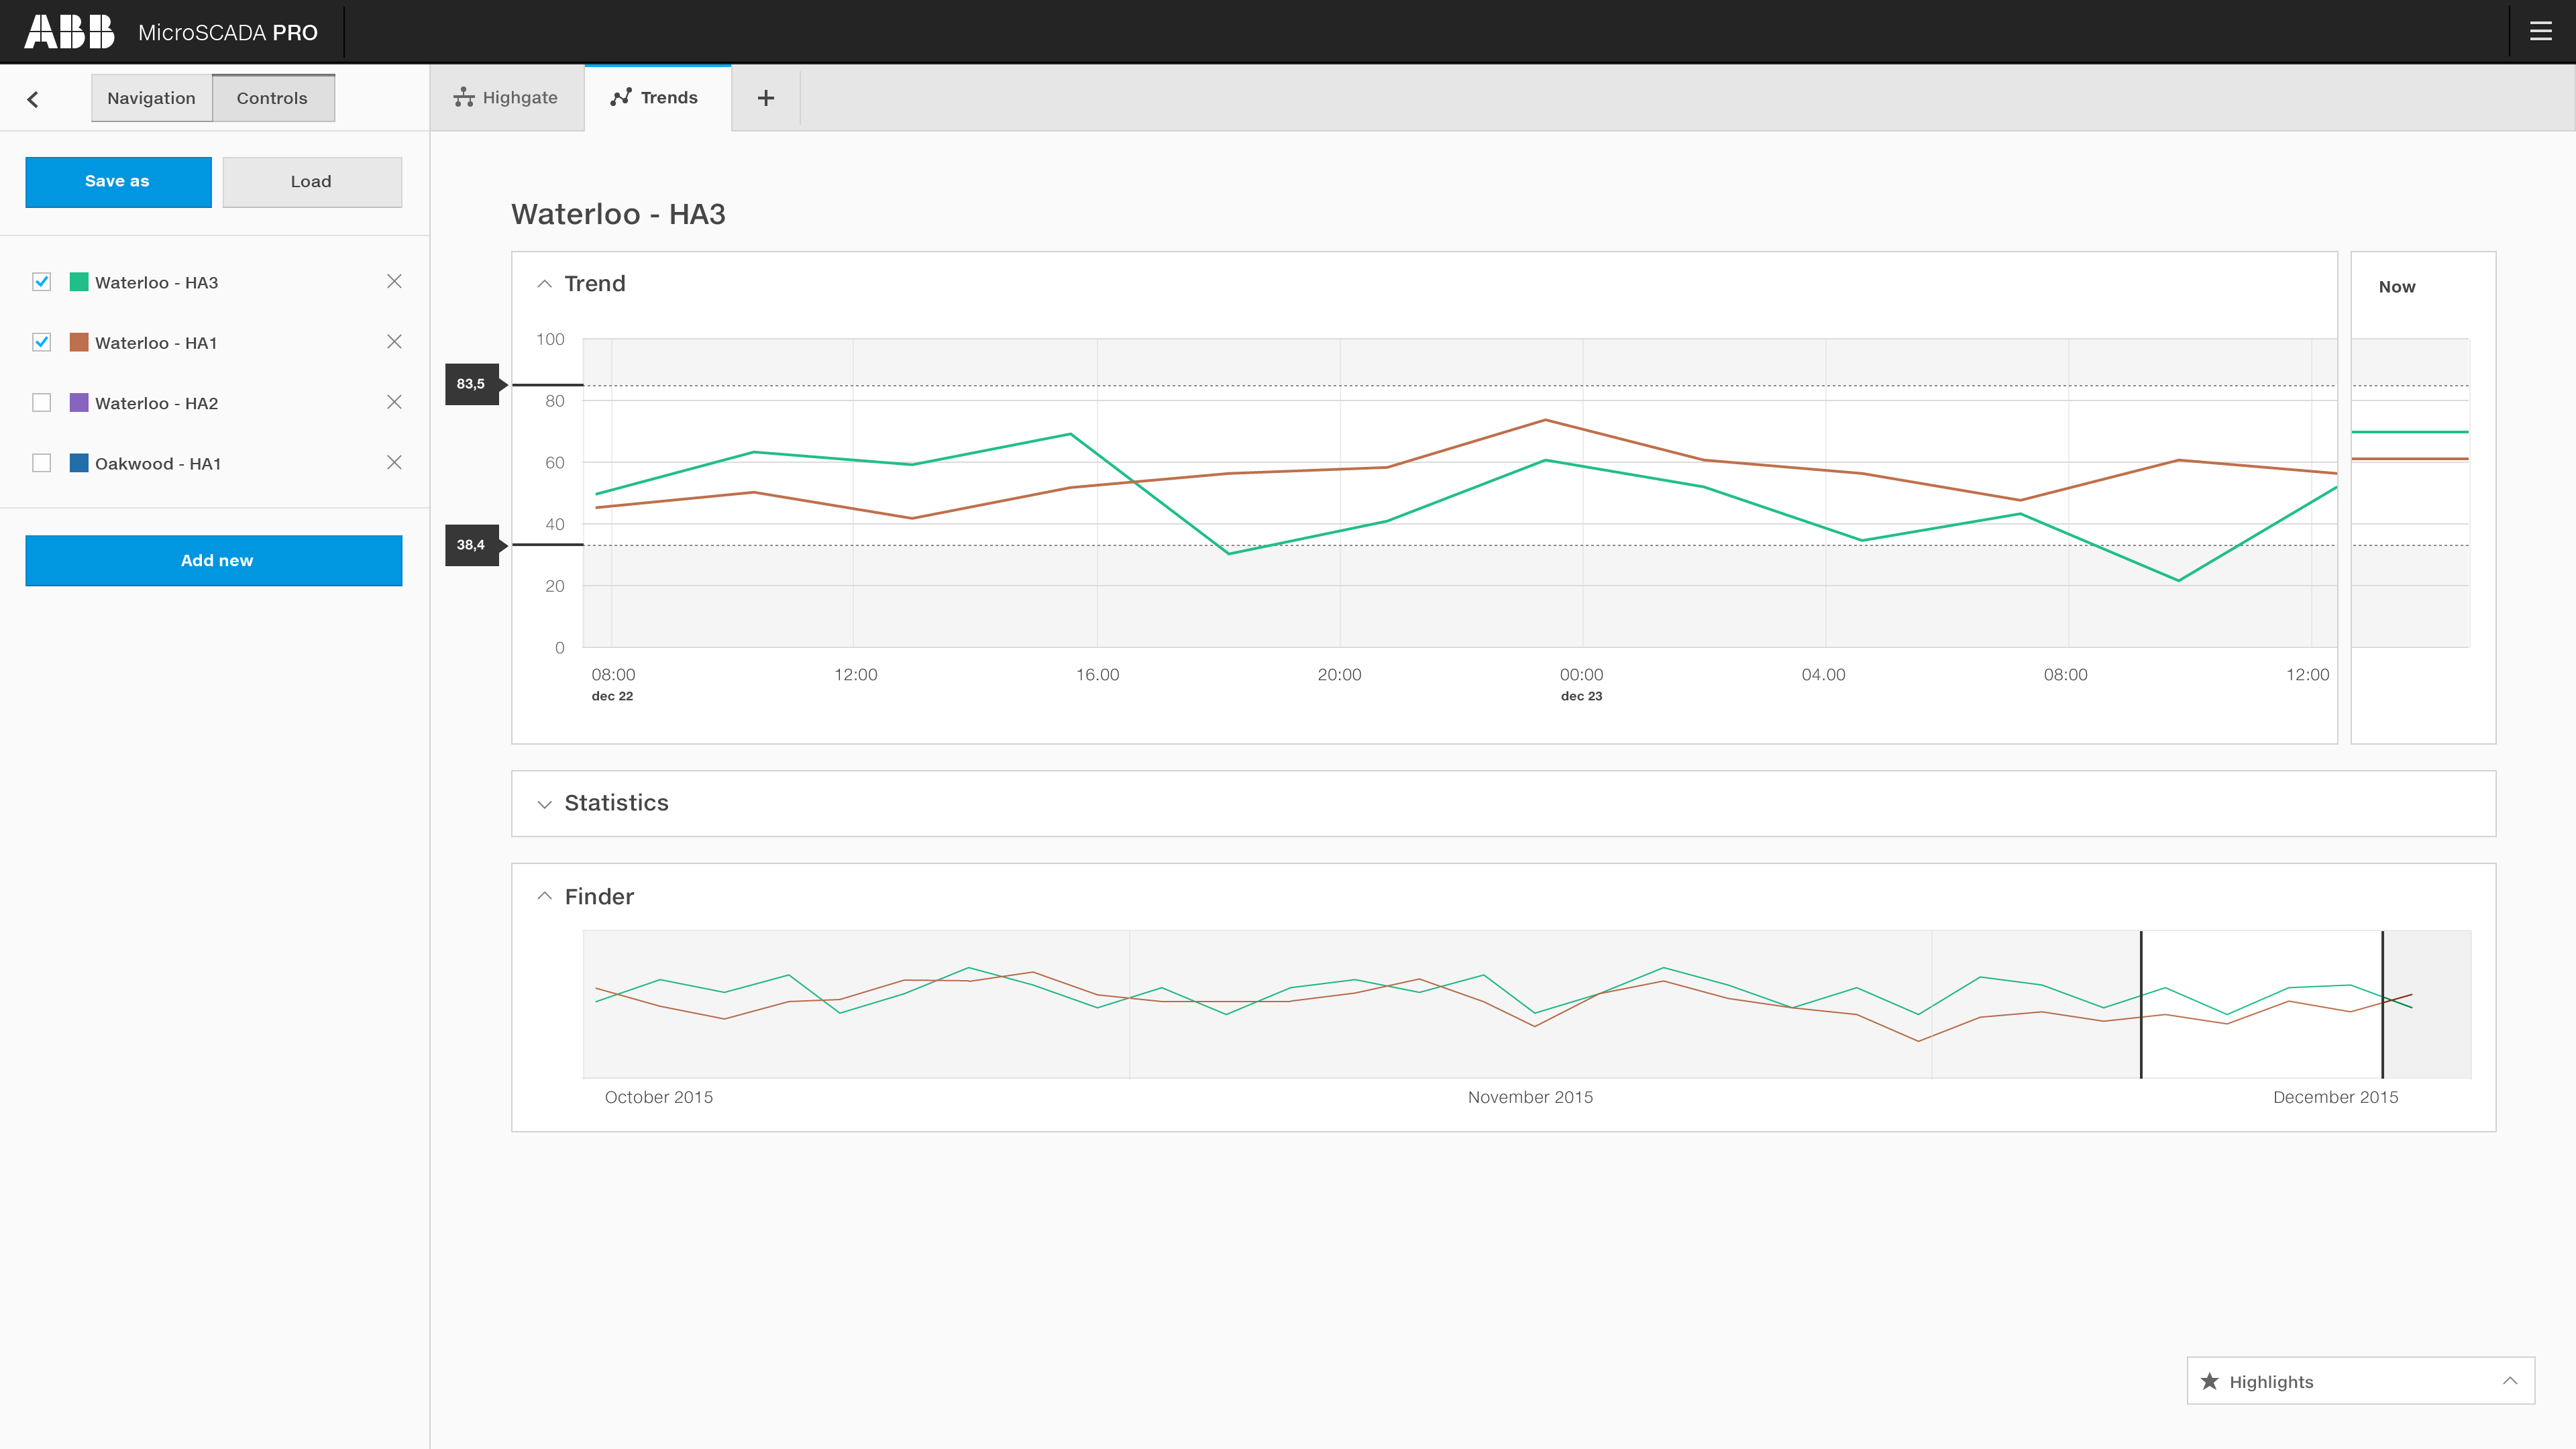 ABB MicroSCADA PRO
Navigation Controls
Highgate Trends +
Save as Load
Waterloo - HA3
Waterloo - HA1
Waterloo - HA2
Oakwood - HA1
Add new
Waterloo - HA3
Trend
Now
100
83,5
80
60
40
38,4
20
0
08:00 12:00 16.00 20:00 00:00 04.00 08:00 12:00
dec 22 dec 23
Statistics
Finder
October 2015 November 2015 December 2015
Highlights